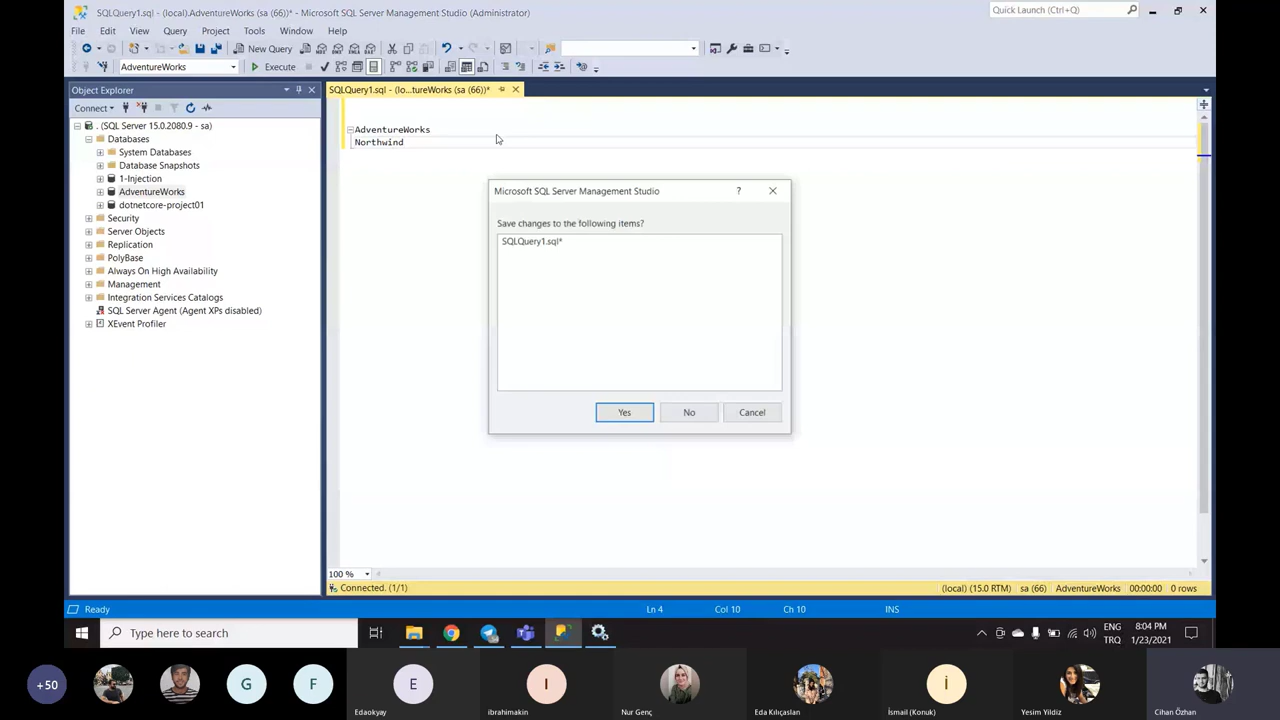 SQLQuery1.sql - (local).AdventureWorks (sa (66))* - Microsoft SQL Server Management Studio (Administrator)
Quick Launch (Ctrl+Q)
File Edit View Query Project Tools Window Help
New Query
AdventureWorks
Execute
Object Explorer
SQLQuery1.sql - (lo...tureWorks (sa (66))*
Connect
. (SQL Server 15.0.2080.9 - sa)
Databases
System Databases
Database Snapshots
1-Injection
AdventureWorks
dotnetcore-project01
Security
Server Objects
Replication
PolyBase
Always On High Availability
Management
Integration Services Catalogs
SQL Server Agent (Agent XPs disabled)
XEvent Profiler
AdventureWorks
Northwind
Microsoft SQL Server Management Studio
?
Save changes to the following items?
SQLQuery1.sql*
Yes
No
Cancel
100 %
Connected. (1/1)
(local) (15.0 RTM) sa (66) AdventureWorks 00:00:00 0 rows
Ready
Ln 4
Col 10
Ch 10
INS
Type here to search
ENG
TRQ
8:04 PM
1/23/2021
+50
G
F
E
I
İ
Edaokyay
ibrahimakin
Nur Genç
Eda Kılıçaslan
İsmail (Konuk)
Yesim Yildiz
Cihan Özhan